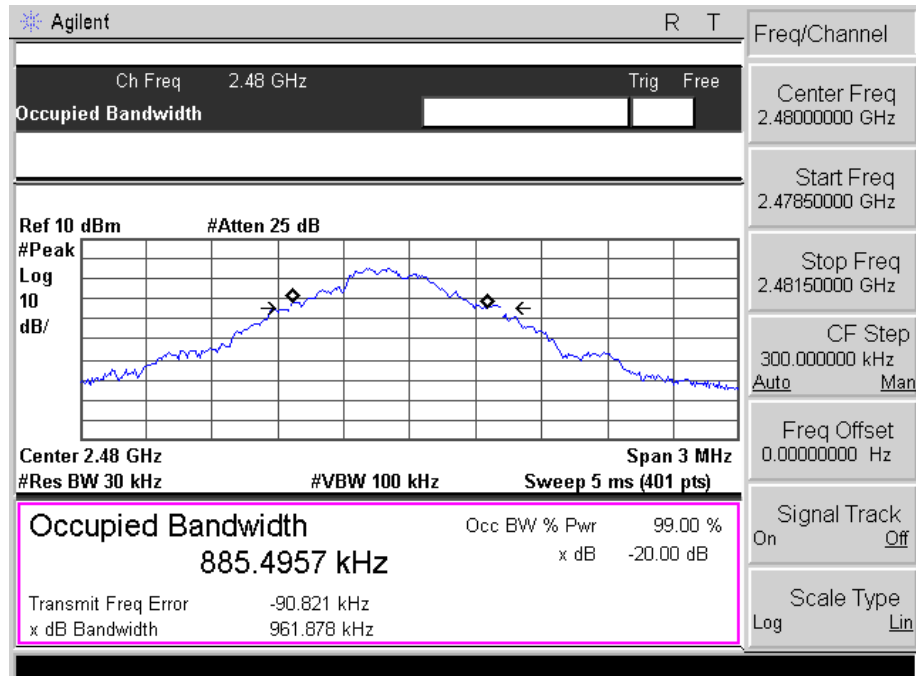 Agilent R T
Ch Freq 2.48 GHz Trig Free
Occupied Bandwidth
Ref 10 dBm #Atten 25 dB
#Peak
Log
10
dB/
Center 2.48 GHz Span 3 MHz
#Res BW 30 kHz #VBW 100 kHz Sweep 5 ms (401 pts)
Occupied Bandwidth Occ BW % Pwr 99.00 %
885.4957 kHz x dB -20.00 dB
Transmit Freq Error -90.821 kHz
x dB Bandwidth 961.878 kHz
Freq/Channel
Center Freq
2.48000000 GHz
Start Freq
2.47850000 GHz
Stop Freq
2.48150000 GHz
CF Step
300.000000 kHz
Auto Man
Freq Offset
0.00000000 Hz
Signal Track
On Off
Scale Type
Log Lin